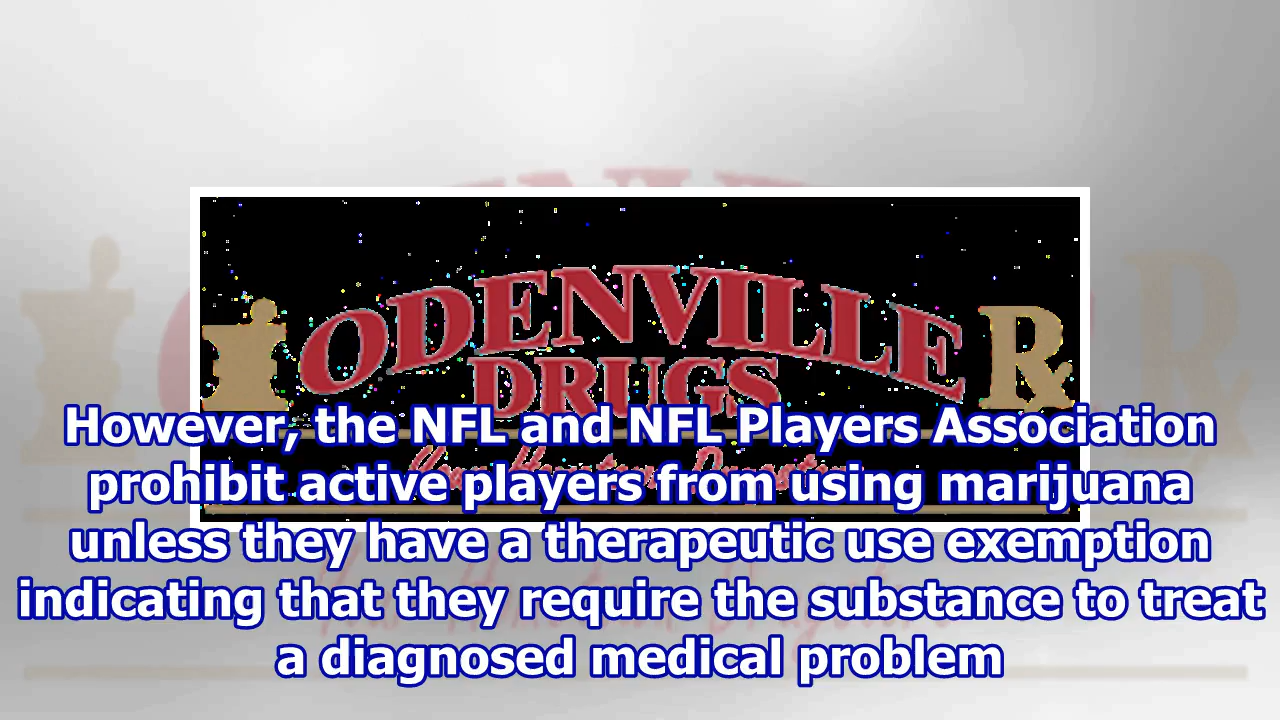 ODENVILLE
DRUGS
R
However, the NFL and NFL Players Association
prohibit active players from using marijuana
unless they have a therapeutic use exemption
indicating that they require the substance to treat
a diagnosed medical problem